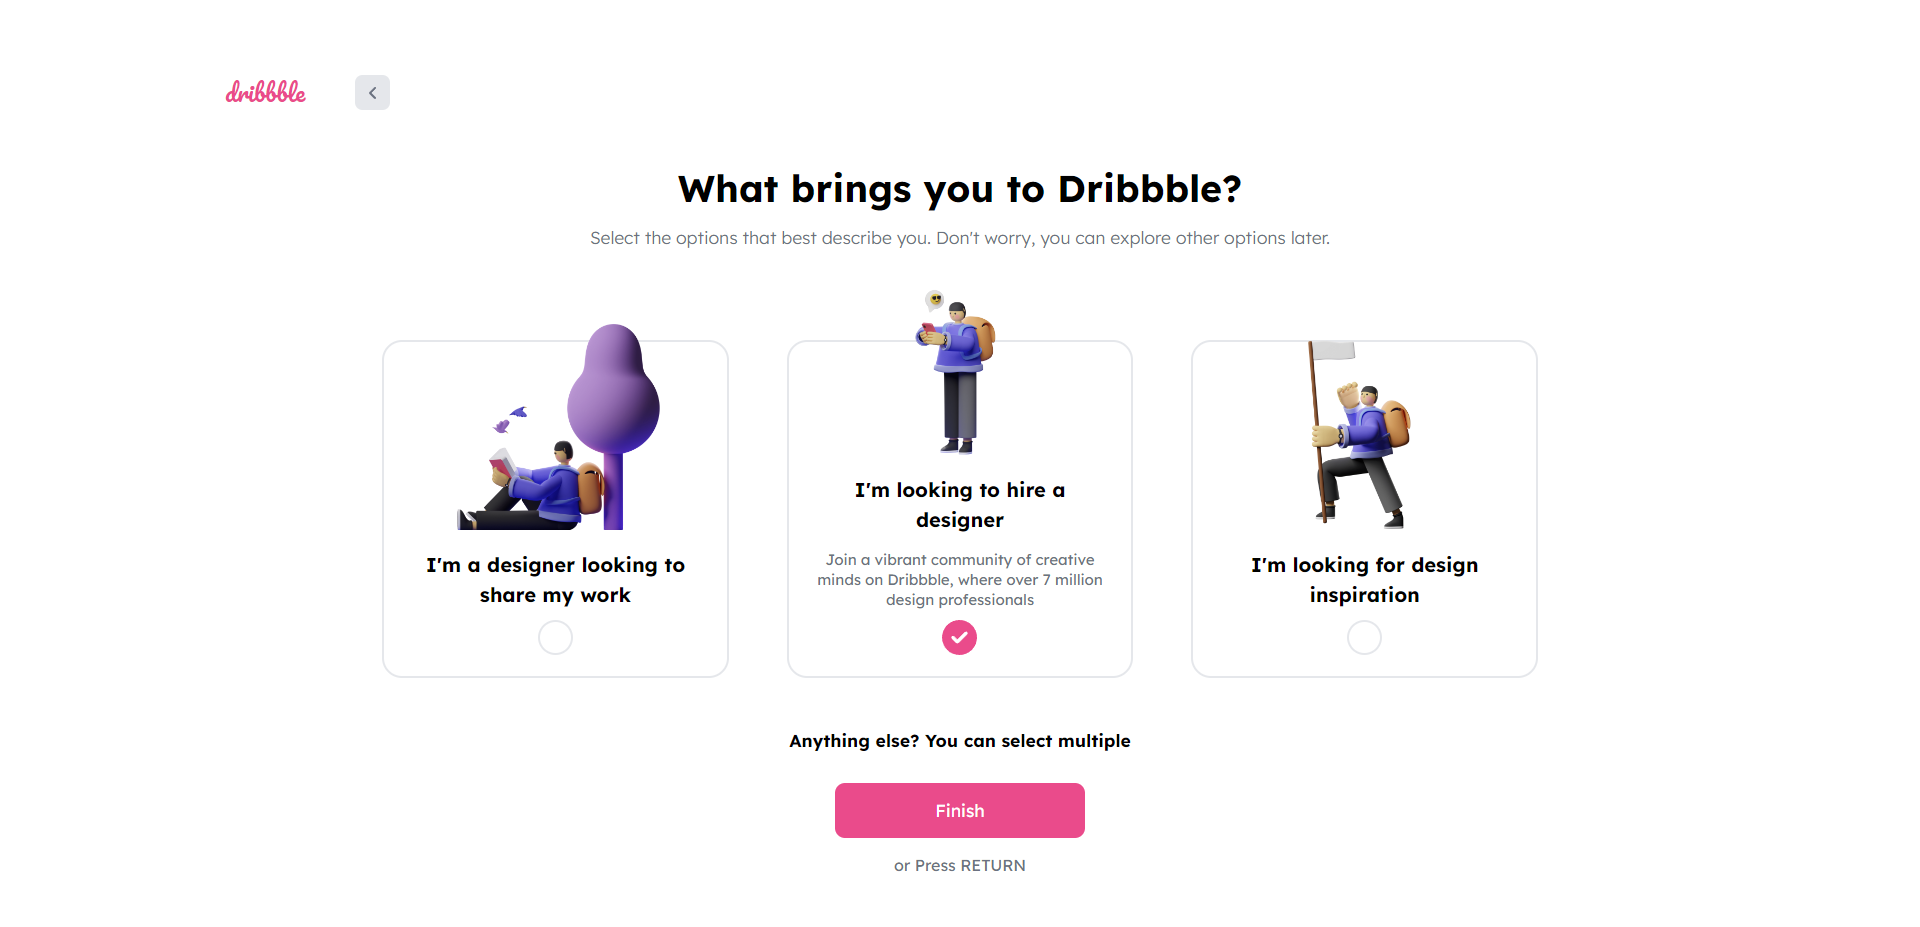 dribbble
What brings you to Dribbble?
Select the options that best describe you. Don't worry, you can explore other options later.
I'm a designer looking to
share my work
I'm looking to hire a
designer
Join a vibrant community of creative
minds on Dribbble, where over 7 million
design professionals
I'm looking for design
inspiration
Anything else? You can select multiple
Finish
or Press RETURN